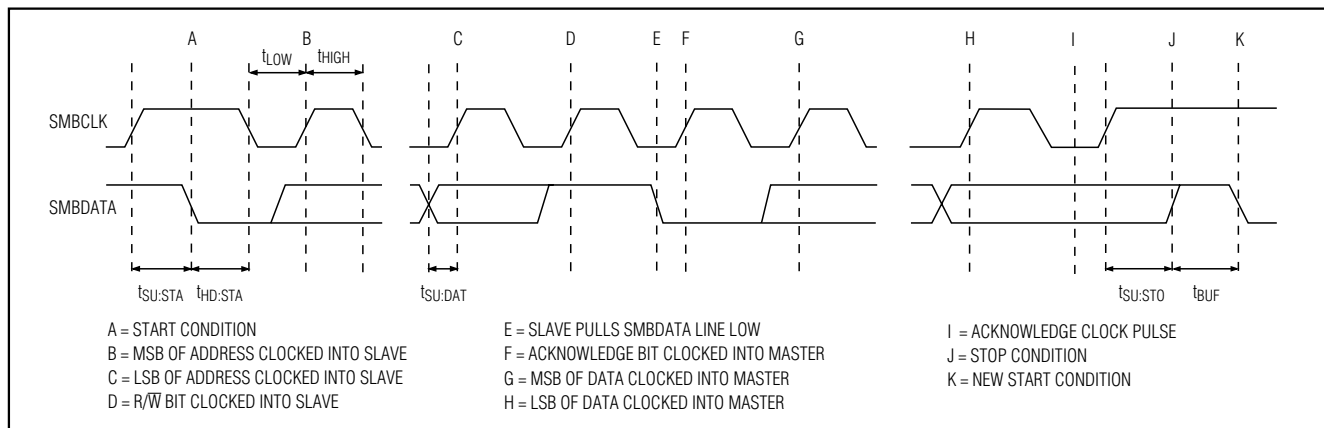 A B C D E F G H I J K
tLOW tHIGH
SMBCLK
SMBDATA
tSU:STA tHD:STA tSU:DAT tSU:STO tBUF
A = START CONDITION
B = MSB OF ADDRESS CLOCKED INTO SLAVE
C = LSB OF ADDRESS CLOCKED INTO SLAVE
D = R/W̅ BIT CLOCKED INTO SLAVE
E = SLAVE PULLS SMBDATA LINE LOW
F = ACKNOWLEDGE BIT CLOCKED INTO MASTER
G = MSB OF DATA CLOCKED INTO MASTER
H = LSB OF DATA CLOCKED INTO MASTER
I = ACKNOWLEDGE CLOCK PULSE
J = STOP CONDITION
K = NEW START CONDITION